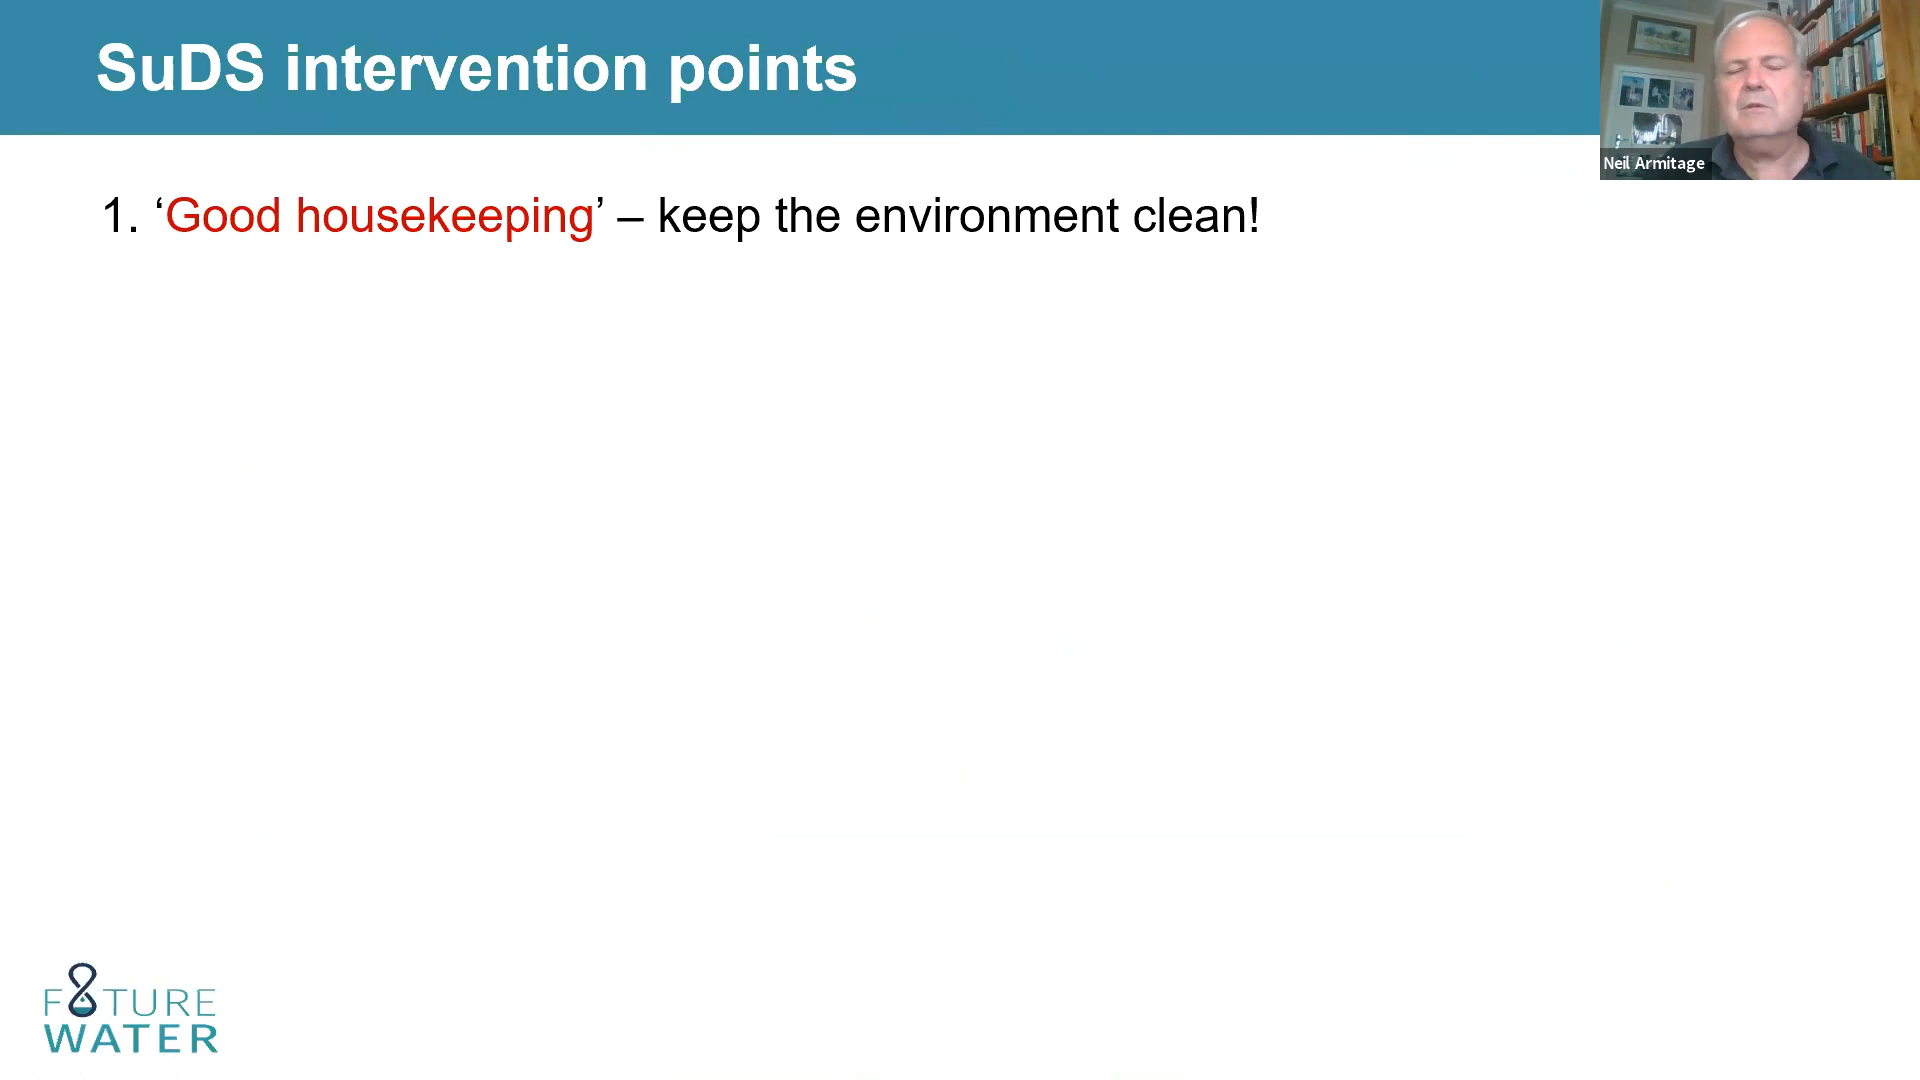 SuDS intervention points
Neil Armitage
1. ‘Good housekeeping’ – keep the environment clean!
FUTURE
WATER